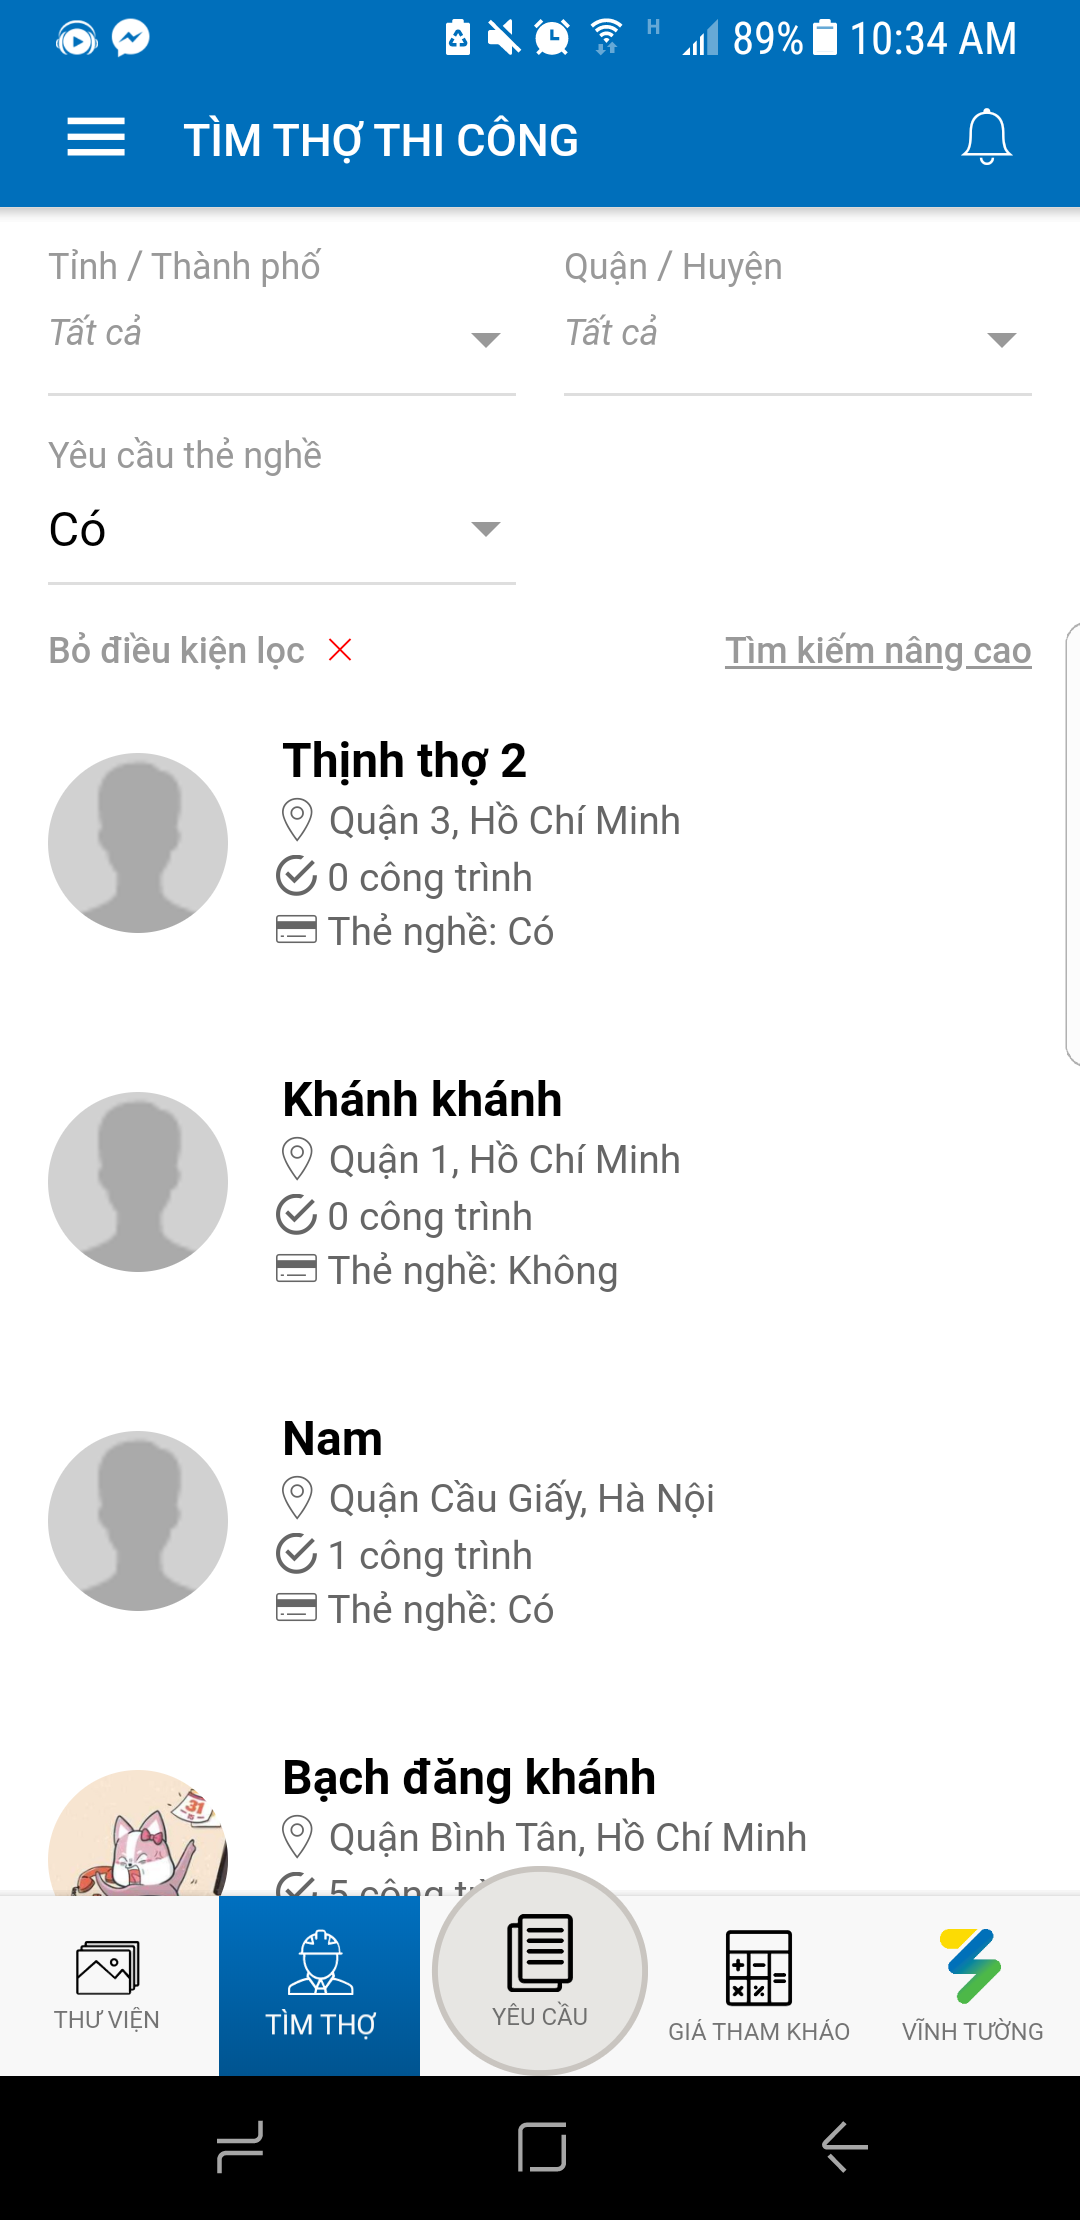 H 89% 10:34 AM
TÌM THỢ THI CÔNG
Tỉnh / Thành phố Quận / Huyện
Tất cả Tất cả
Yêu cầu thẻ nghề
Có
Bỏ điều kiện lọc Tìm kiếm nâng cao
Thịnh thợ 2
Quận 3, Hồ Chí Minh
0 công trình
Thẻ nghề: Có
Khánh khánh
Quận 1, Hồ Chí Minh
0 công trình
Thẻ nghề: Không
Nam
Quận Cầu Giấy, Hà Nội
1 công trình
Thẻ nghề: Có
31
Bạch đăng khánh
Quận Bình Tân, Hồ Chí Minh
5 công
THƯ VIỆN TÌM THỢ YÊU CẦU GIÁ THAM KHẢO VĨNH TƯỜNG